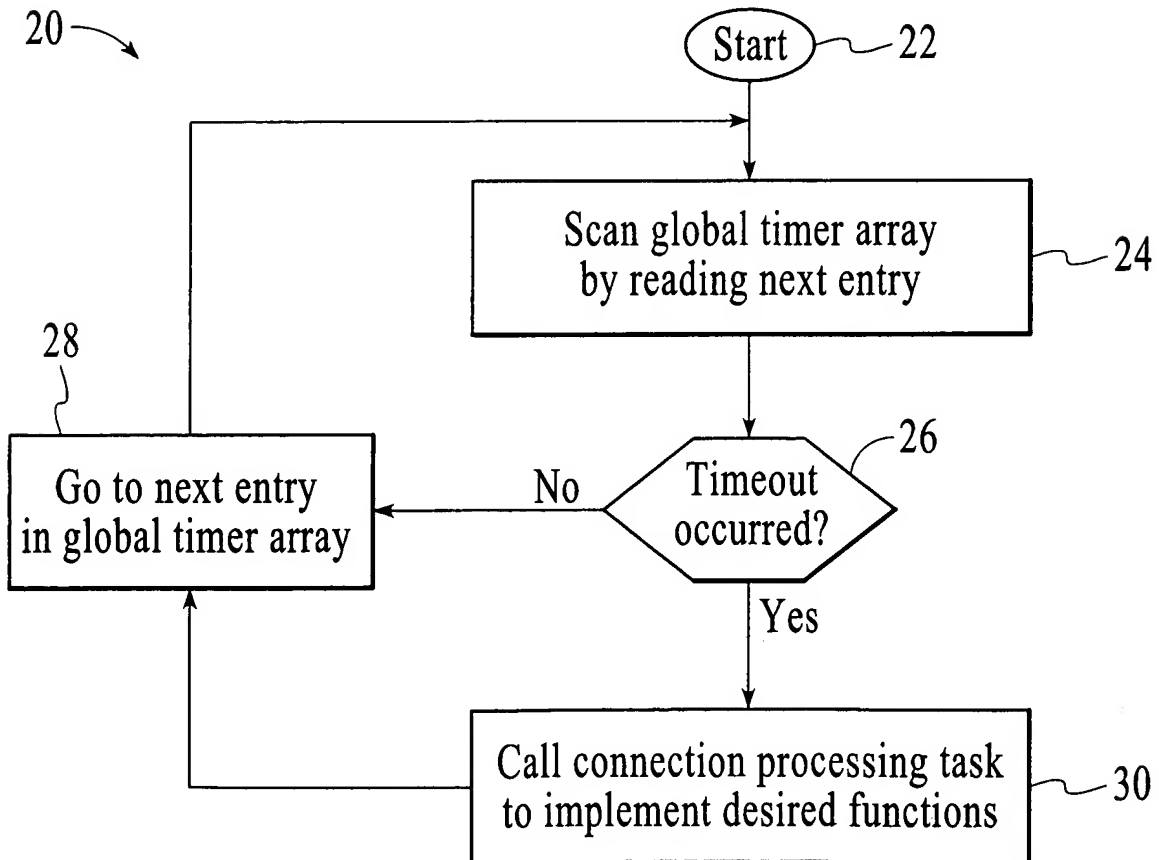 20
Start
22
Scan global timer array
by reading next entry
24
28
Go to next entry
in global timer array
No
Timeout
occurred?
26
Yes
Call connection processing task
to implement desired functions
30